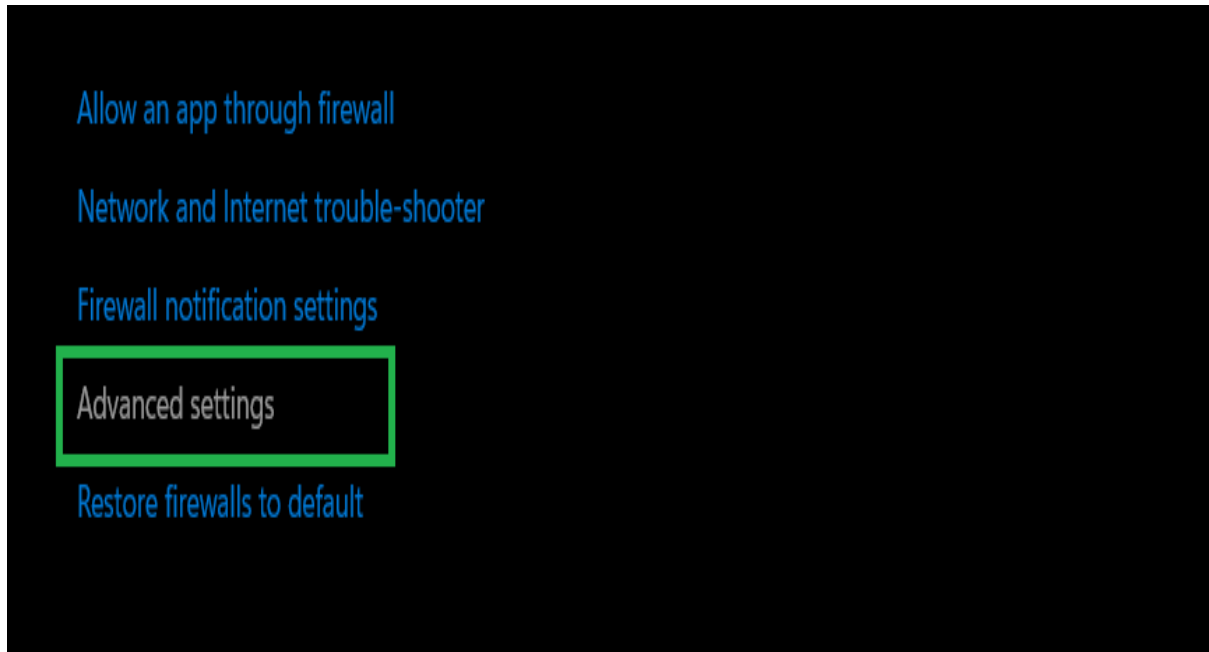 Allow an app through firewall
Network and Internet trouble-shooter
Firewall notification settings
Advanced settings
Restore firewalls to default